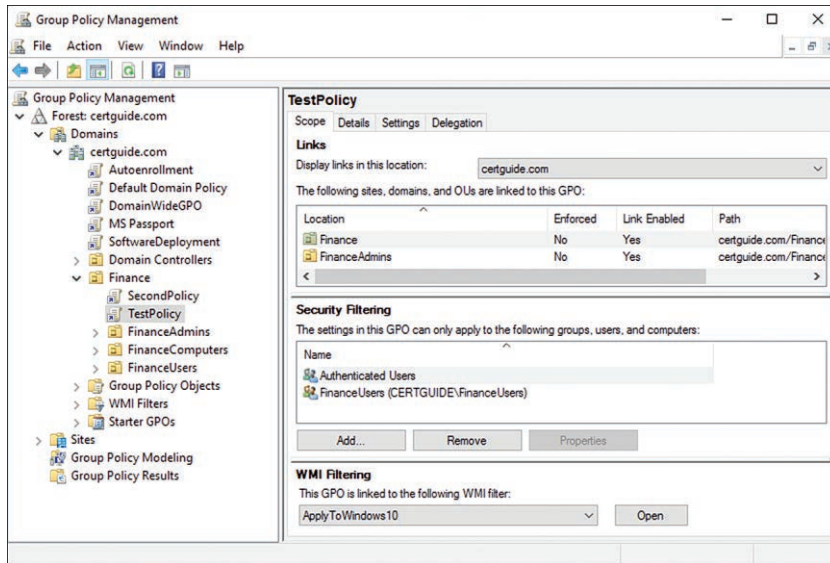 Group Policy Management
File Action View Window Help
Group Policy Management
Forest: certguide.com
Domains
certguide.com
Autoenrollment
Default Domain Policy
DomainWideGPO
MS Passport
SoftwareDeployment
Domain Controllers
Finance
SecondPolicy
TestPolicy
FinanceAdmins
FinanceComputers
FinanceUsers
Group Policy Objects
WMI Filters
Starter GPOs
Sites
Group Policy Modeling
Group Policy Results
TestPolicy
Scope Details Settings Delegation
Links
Display links in this location: certguide.com
The following sites, domains, and OUs are linked to this GPO:
Location Enforced Link Enabled Path
Finance No Yes certguide.com/Finance
FinanceAdmins No Yes certguide.com/Finance
Security Filtering
The settings in this GPO can only apply to the following groups, users, and computers:
Name
Authenticated Users
FinanceUsers (CERTGUIDE\FinanceUsers)
Add... Remove Properties
WMI Filtering
This GPO is linked to the following WMI filter:
ApplyToWindows10 Open